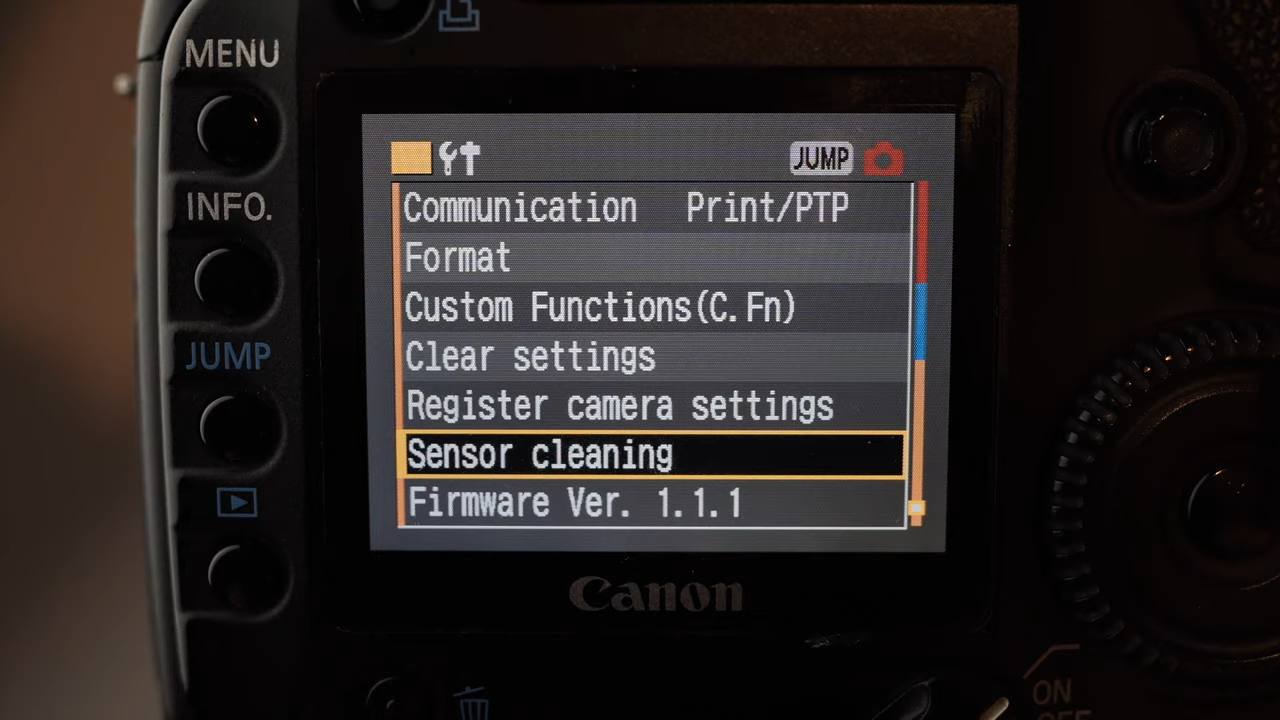 MENU
JUMP
INFO.
Communication Print/PTP
Format
Custom Functions(C.Fn)
JUMP
Clear settings
Register camera settings
Sensor cleaning
Firmware Ver. 1.1.1
Canon
ON
OFF